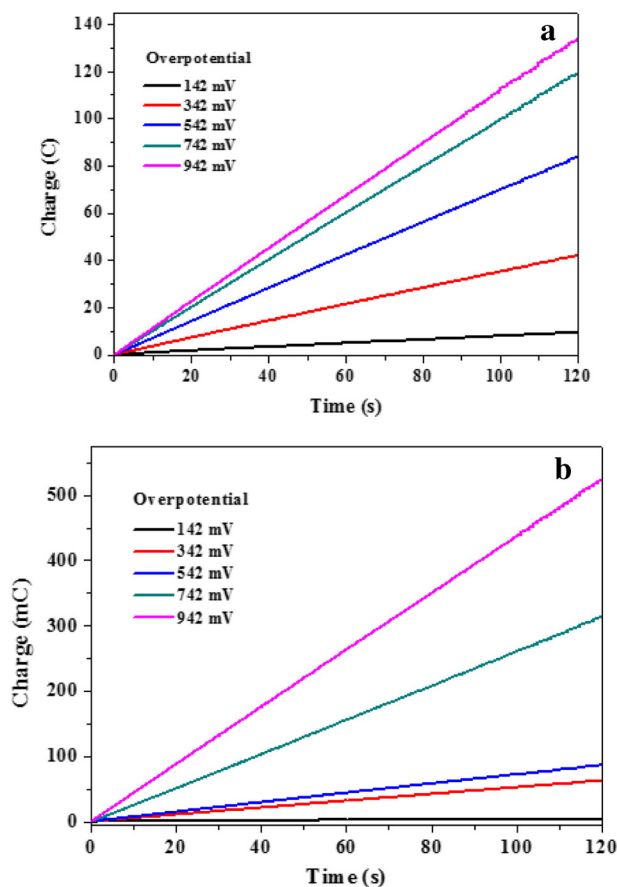 a
140
120
100
80
60
40
20
0
Charge (C)
Overpotential
142 mV
342 mV
542 mV
742 mV
942 mV
0 20 40 60 80 100 120
Time (s)
b
500
400
300
200
100
0
Charge (mC)
Overpotential
142 mV
342 mV
542 mV
742 mV
942 mV
0 20 40 60 80 100 120
Time (s)